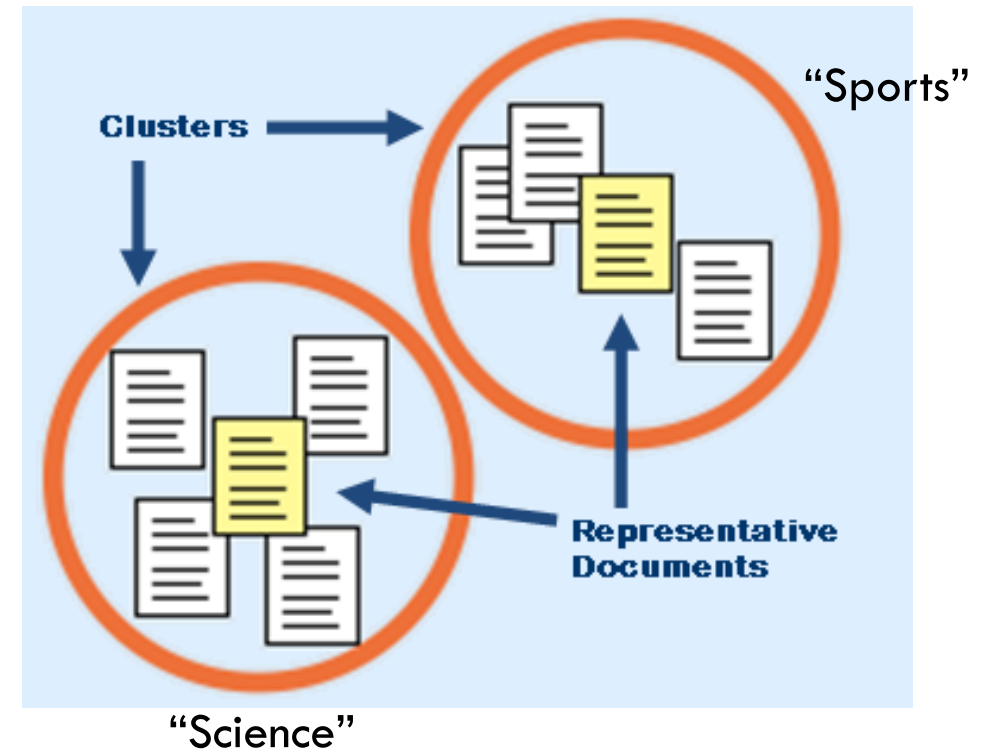 “Sports”
Clusters
Representative
Documents
“Science”